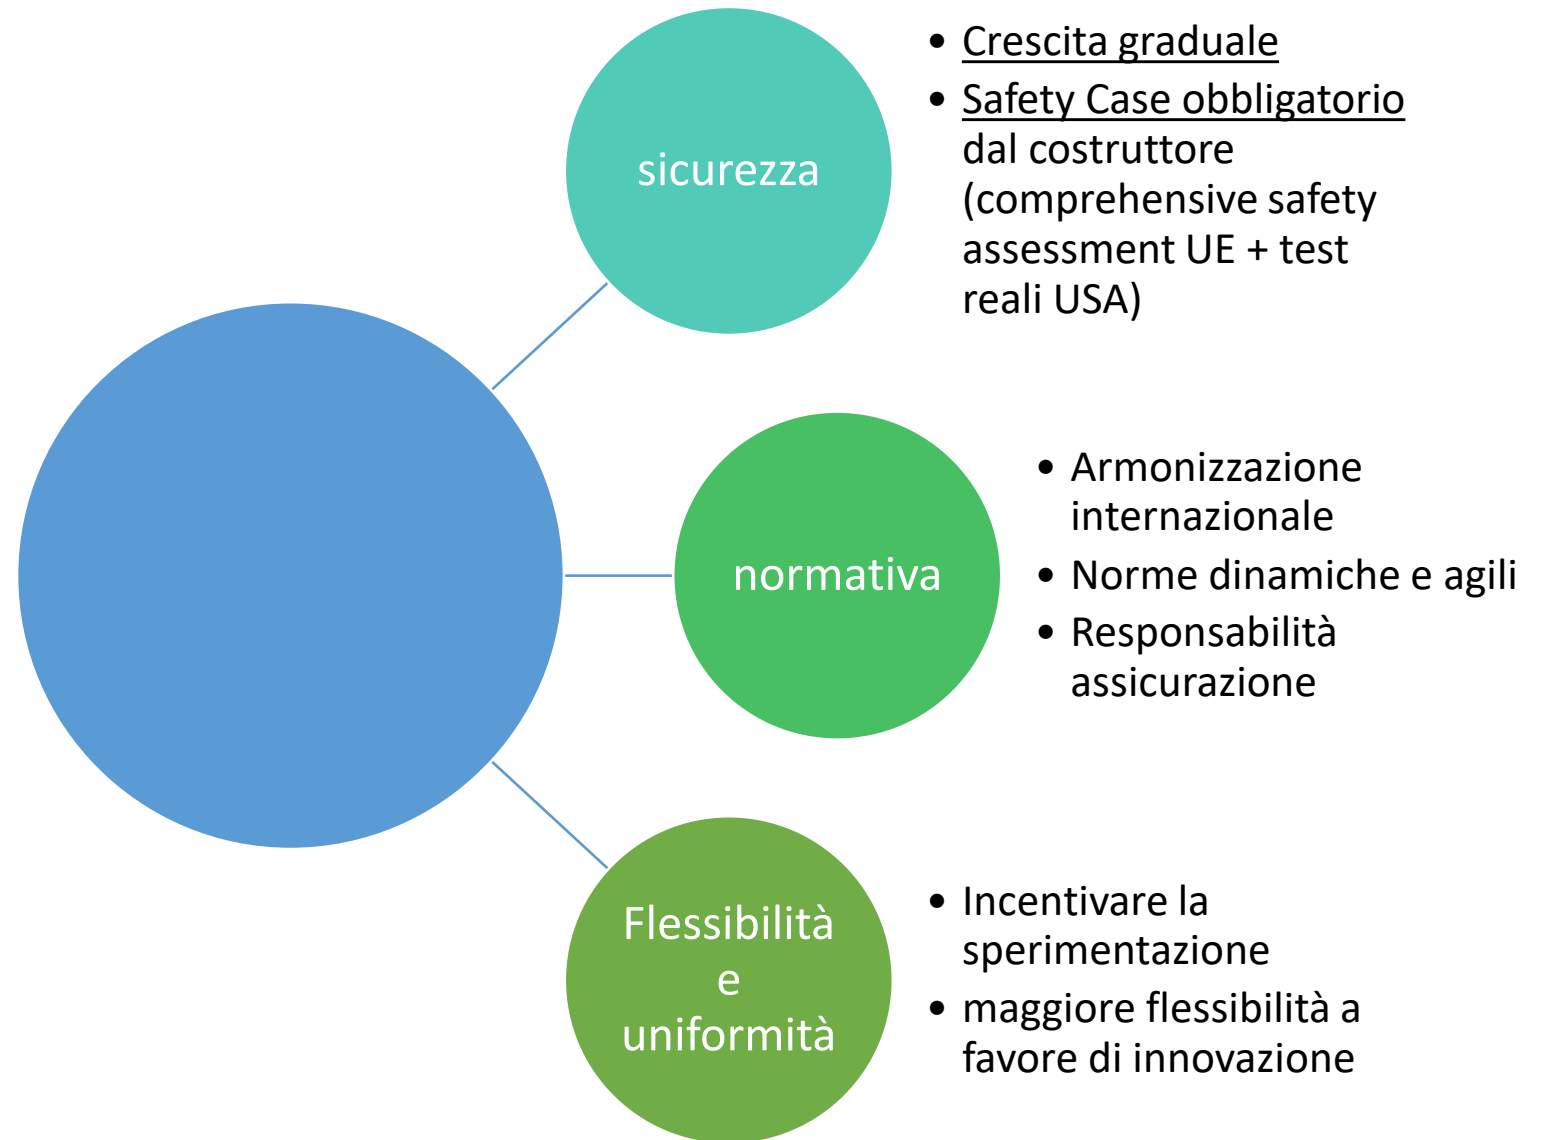 sicurezza
• Crescita graduale
• Safety Case obbligatorio
dal costruttore
(comprehensive safety
assessment UE + test
reali USA)
normativa
• Armonizzazione
internazionale
• Norme dinamiche e agili
• Responsabilità
assicurazione
Flessibilità
e
uniformità
• Incentivare la
sperimentazione
• maggiore flessibilità a
favore di innovazione